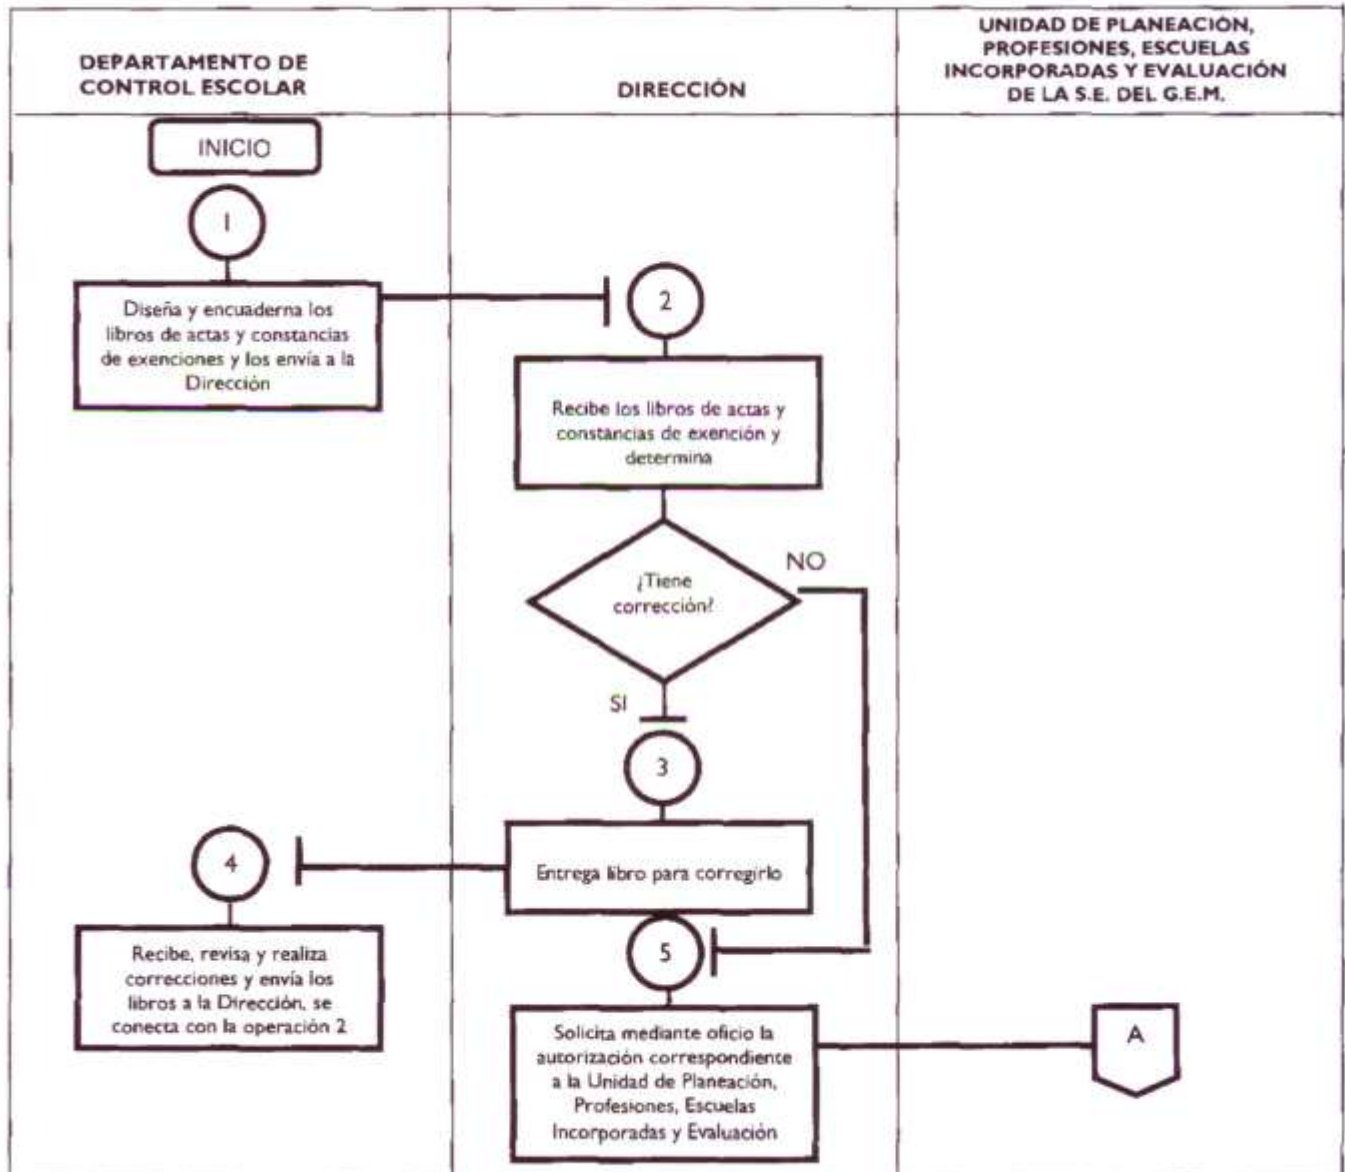 DEPARTAMENTO DE
CONTROL ESCOLAR
DIRECCIÓN
UNIDAD DE PLANEACIÓN,
PROFESIONES, ESCUELAS
INCORPORADAS Y EVALUACIÓN
DE LA S.E. DEL G.E.M.
INICIO
1
Diseña y encuaderna los
libros de actas y constancias
de exenciones y los envía a la
Dirección
2
Recibe los libros de actas y
constancias de exención y
determina
¿Tiene
corrección?
NO
SI
3
Entrega libro para corregirlo
4
Recibe, revisa y realiza
correcciones y envía los
libros a la Dirección, se
conecta con la operación 2
5
Solicita mediante oficio la
autorización correspondiente
a la Unidad de Planeación,
Profesiones, Escuelas
Incorporadas y Evaluación
A